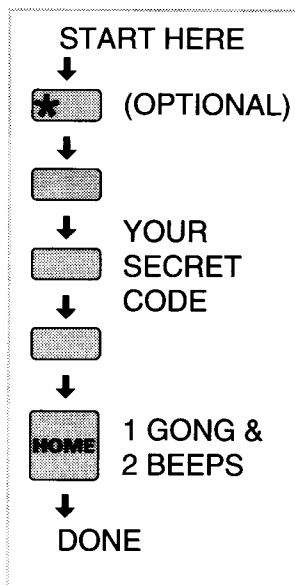 START HERE
* (OPTIONAL)
YOUR
SECRET
CODE
HOME
1 GONG &
2 BEEPS
DONE